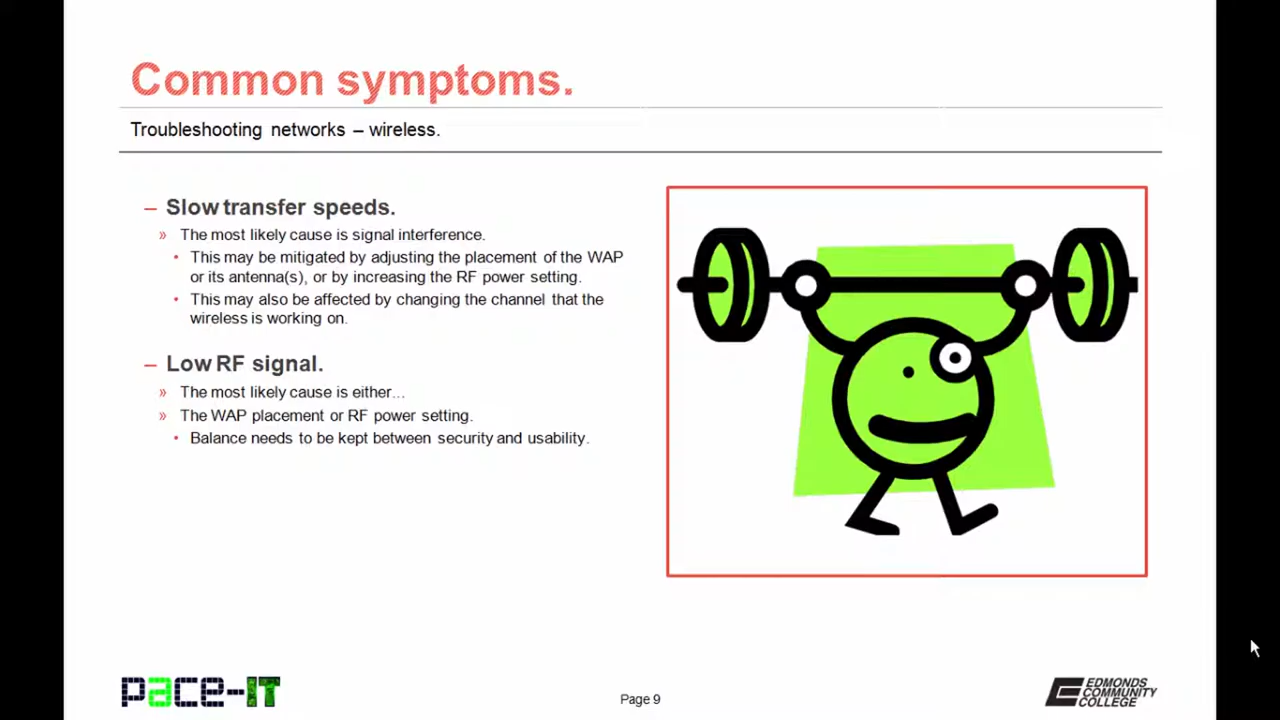 Common symptoms.
Troubleshooting networks – wireless.
– Slow transfer speeds.
» The most likely cause is signal interference.
• This may be mitigated by adjusting the placement of the WAP
or its antenna(s), or by increasing the RF power setting.
• This may also be affected by changing the channel that the
wireless is working on.
– Low RF signal.
» The most likely cause is either...
» The WAP placement or RF power setting.
• Balance needs to be kept between security and usability.
pace-IT
Page 9
EDMONDS
COMMUNITY
COLLEGE